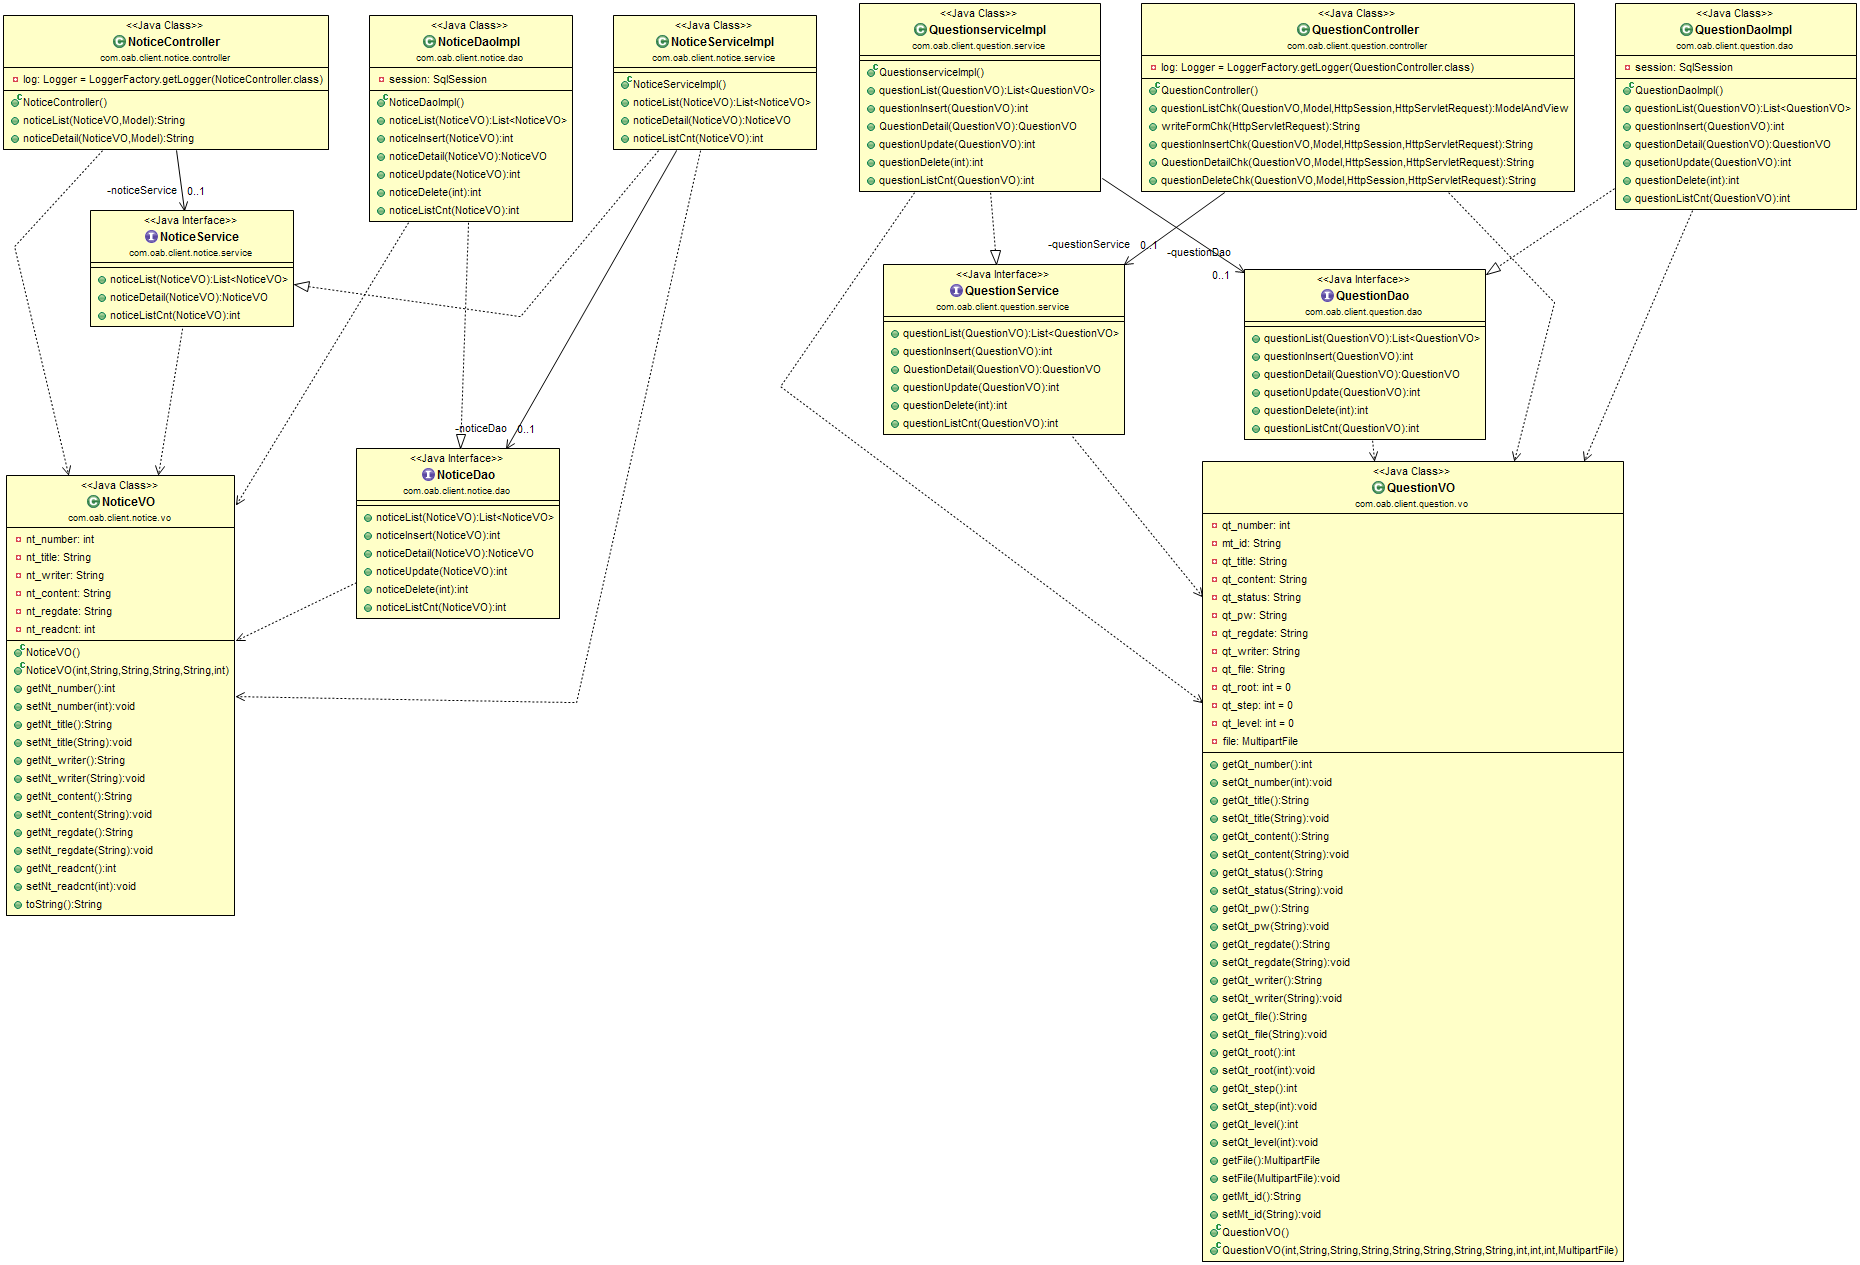 <<Java Class>>
NoticeController
com.oab.client.notice.controller
log: Logger = LoggerFactory.getLogger(NoticeController.class)
NoticeController()
noticeList(NoticeVO,Model):String
noticeDetail(NoticeVO,Model):String
<<Java Class>>
NoticeDaoImpl
com.oab.client.notice.dao
session: SqlSession
NoticeDaoImpl()
noticeList(NoticeVO):List<NoticeVO>
noticeInsert(NoticeVO):int
noticeDetail(NoticeVO):NoticeVO
noticeUpdate(NoticeVO):int
noticeDelete(int):int
noticeListCnt(NoticeVO):int
<<Java Class>>
NoticeServiceImpl
com.oab.client.notice.service
NoticeServiceImpl()
noticeList(NoticeVO):List<NoticeVO>
noticeDetail(NoticeVO):NoticeVO
noticeListCnt(NoticeVO):int
<<Java Class>>
QuestionserviceImpl
com.oab.client.question.service
QuestionserviceImpl()
questionList(QuestionVO):List<QuestionVO>
questionInsert(QuestionVO):int
QuestionDetail(QuestionVO):QuestionVO
questionUpdate(QuestionVO):int
questionDelete(int):int
questionListCnt(QuestionVO):int
<<Java Class>>
QuestionController
com.oab.client.question.controller
log: Logger = LoggerFactory.getLogger(QuestionController.class)
QuestionController()
questionListChk(QuestionVO,Model,HttpSession,HttpServletRequest):ModelAndView
writeFormChk(HttpServletRequest):String
questionInsertChk(QuestionVO,Model,HttpSession,HttpServletRequest):String
QuestionDetailChk(QuestionVO,Model,HttpSession,HttpServletRequest):String
questionDeleteChk(QuestionVO,Model,HttpSession,HttpServletRequest):String
<<Java Class>>
QuestionDaoImpl
com.oab.client.question.dao
session: SqlSession
QuestionDaoImpl()
questionList(QuestionVO):List<QuestionVO>
questionInsert(QuestionVO):int
questionDetail(QuestionVO):QuestionVO
qusetionUpdate(QuestionVO):int
questionDelete(int):int
questionListCnt(QuestionVO):int
-noticeService 0..1
<<Java Interface>>
NoticeService
com.oab.client.notice.service
noticeList(NoticeVO):List<NoticeVO>
noticeDetail(NoticeVO):NoticeVO
noticeListCnt(NoticeVO):int
-questionService 0..1
-questionDao
0..1
<<Java Interface>>
QuestionService
com.oab.client.question.service
questionList(QuestionVO):List<QuestionVO>
questionInsert(QuestionVO):int
QuestionDetail(QuestionVO):QuestionVO
questionUpdate(QuestionVO):int
questionDelete(int):int
questionListCnt(QuestionVO):int
<<Java Interface>>
QuestionDao
com.oab.client.question.dao
questionList(QuestionVO):List<QuestionVO>
questionInsert(QuestionVO):int
questionDetail(QuestionVO):QuestionVO
qusetionUpdate(QuestionVO):int
questionDelete(int):int
questionListCnt(QuestionVO):int
-noticeDao 0..1
<<Java Interface>>
NoticeDao
com.oab.client.notice.dao
noticeList(NoticeVO):List<NoticeVO>
noticeInsert(NoticeVO):int
noticeDetail(NoticeVO):NoticeVO
noticeUpdate(NoticeVO):int
noticeDelete(int):int
noticeListCnt(NoticeVO):int
<<Java Class>>
NoticeVO
com.oab.client.notice.vo
nt_number: int
nt_title: String
nt_writer: String
nt_content: String
nt_regdate: String
nt_readcnt: int
NoticeVO()
NoticeVO(int,String,String,String,String,int)
getNt_number():int
setNt_number(int):void
getNt_title():String
setNt_title(String):void
getNt_writer():String
setNt_writer(String):void
getNt_content():String
setNt_content(String):void
getNt_regdate():String
setNt_regdate(String):void
getNt_readcnt():int
setNt_readcnt(int):void
toString():String
<<Java Class>>
QuestionVO
com.oab.client.question.vo
qt_number: int
mt_id: String
qt_title: String
qt_content: String
qt_status: String
qt_pw: String
qt_regdate: String
qt_writer: String
qt_file: String
qt_root: int = 0
qt_step: int = 0
qt_level: int = 0
file: MultipartFile
getQt_number():int
setQt_number(int):void
getQt_title():String
setQt_title(String):void
getQt_content():String
setQt_content(String):void
getQt_status():String
setQt_status(String):void
getQt_pw():String
setQt_pw(String):void
getQt_regdate():String
setQt_regdate(String):void
getQt_writer():String
setQt_writer(String):void
getQt_file():String
setQt_file(String):void
getQt_root():int
setQt_root(int):void
getQt_step():int
setQt_step(int):void
getQt_level():int
setQt_level(int):void
getFile():MultipartFile
setFile(MultipartFile):void
getMt_id():String
setMt_id(String):void
QuestionVO()
QuestionVO(int,String,String,String,String,String,String,String,int,int,int,MultipartFile)